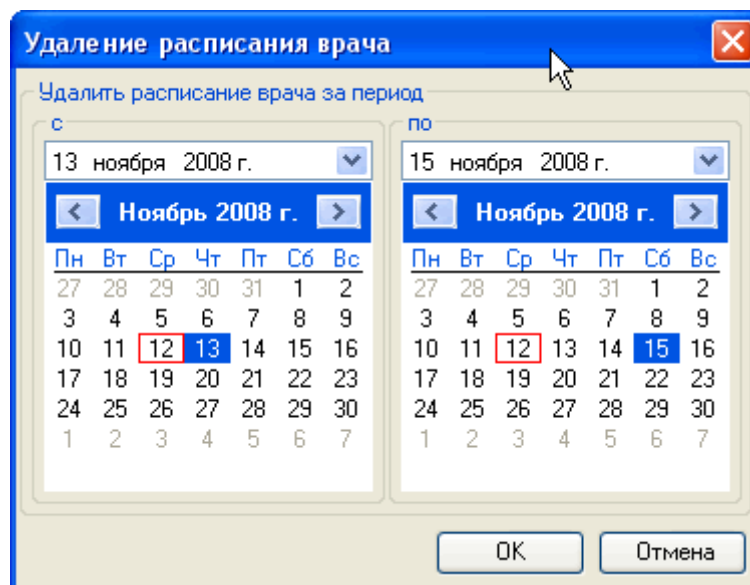 Удаление расписания врача
Удалить расписание врача за период
с по
13 ноября 2008 г. 15 ноября 2008 г.
Ноябрь 2008 г. Ноябрь 2008 г.
Пн Вт Ср Чт Пт Сб Вс Пн Вт Ср Чт Пт Сб Вс
27 28 29 30 31 1 2 27 28 29 30 31 1 2
3 4 5 6 7 8 9 3 4 5 6 7 8 9
10 11 12 13 14 15 16 10 11 12 13 14 15 16
17 18 19 20 21 22 23 17 18 19 20 21 22 23
24 25 26 27 28 29 30 24 25 26 27 28 29 30
1 2 3 4 5 6 7 1 2 3 4 5 6 7
OK Отмена